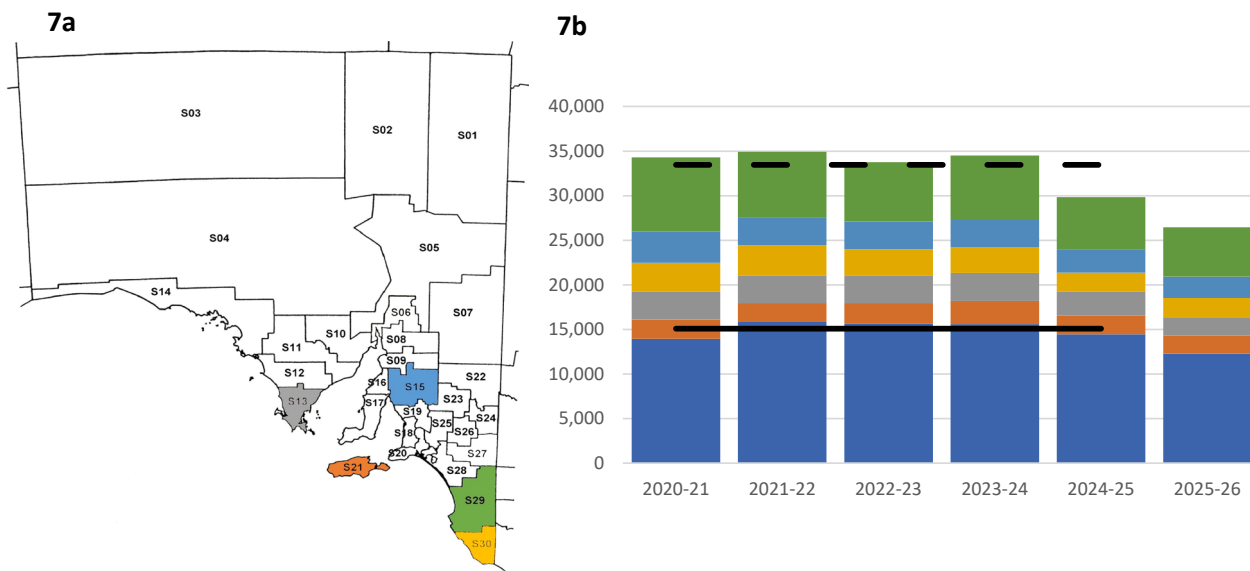 7a
S03
S02
S01
S04
S05
S14
S06
S07
S10
S08
S11
S09
S12
S16
S15
S22
S13
S17
S23
S19
S24
S25
S18
S26
S20
S27
S21
S28
S29
S30
7b
40,000
35,000
30,000
25,000
20,000
15,000
10,000
5,000
0
2020-21 2021-22 2022-23 2023-24 2024-25 2025-26